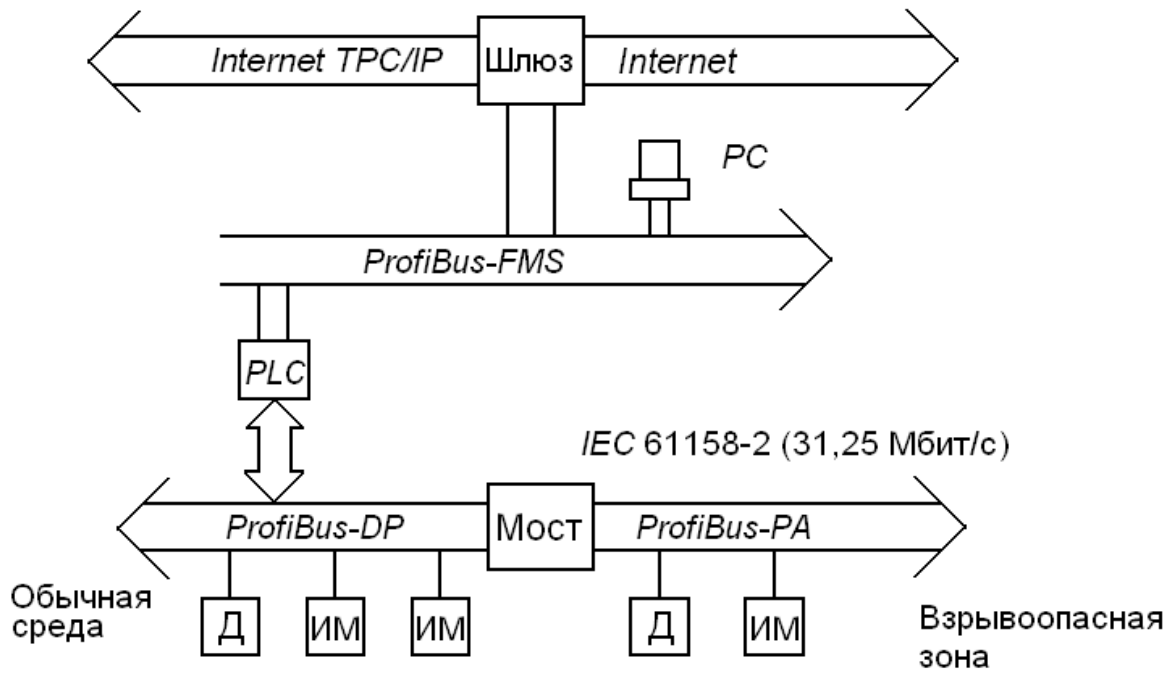 Internet TPC/IP
Шлюз
Internet
PC
ProfiBus-FMS
PLC
IEC 61158-2 (31,25 Мбит/с)
ProfiBus-DP
Мост
ProfiBus-PA
Обычная
среда
Д
ИМ
ИМ
Д
ИМ
Взрывоопасная
зона